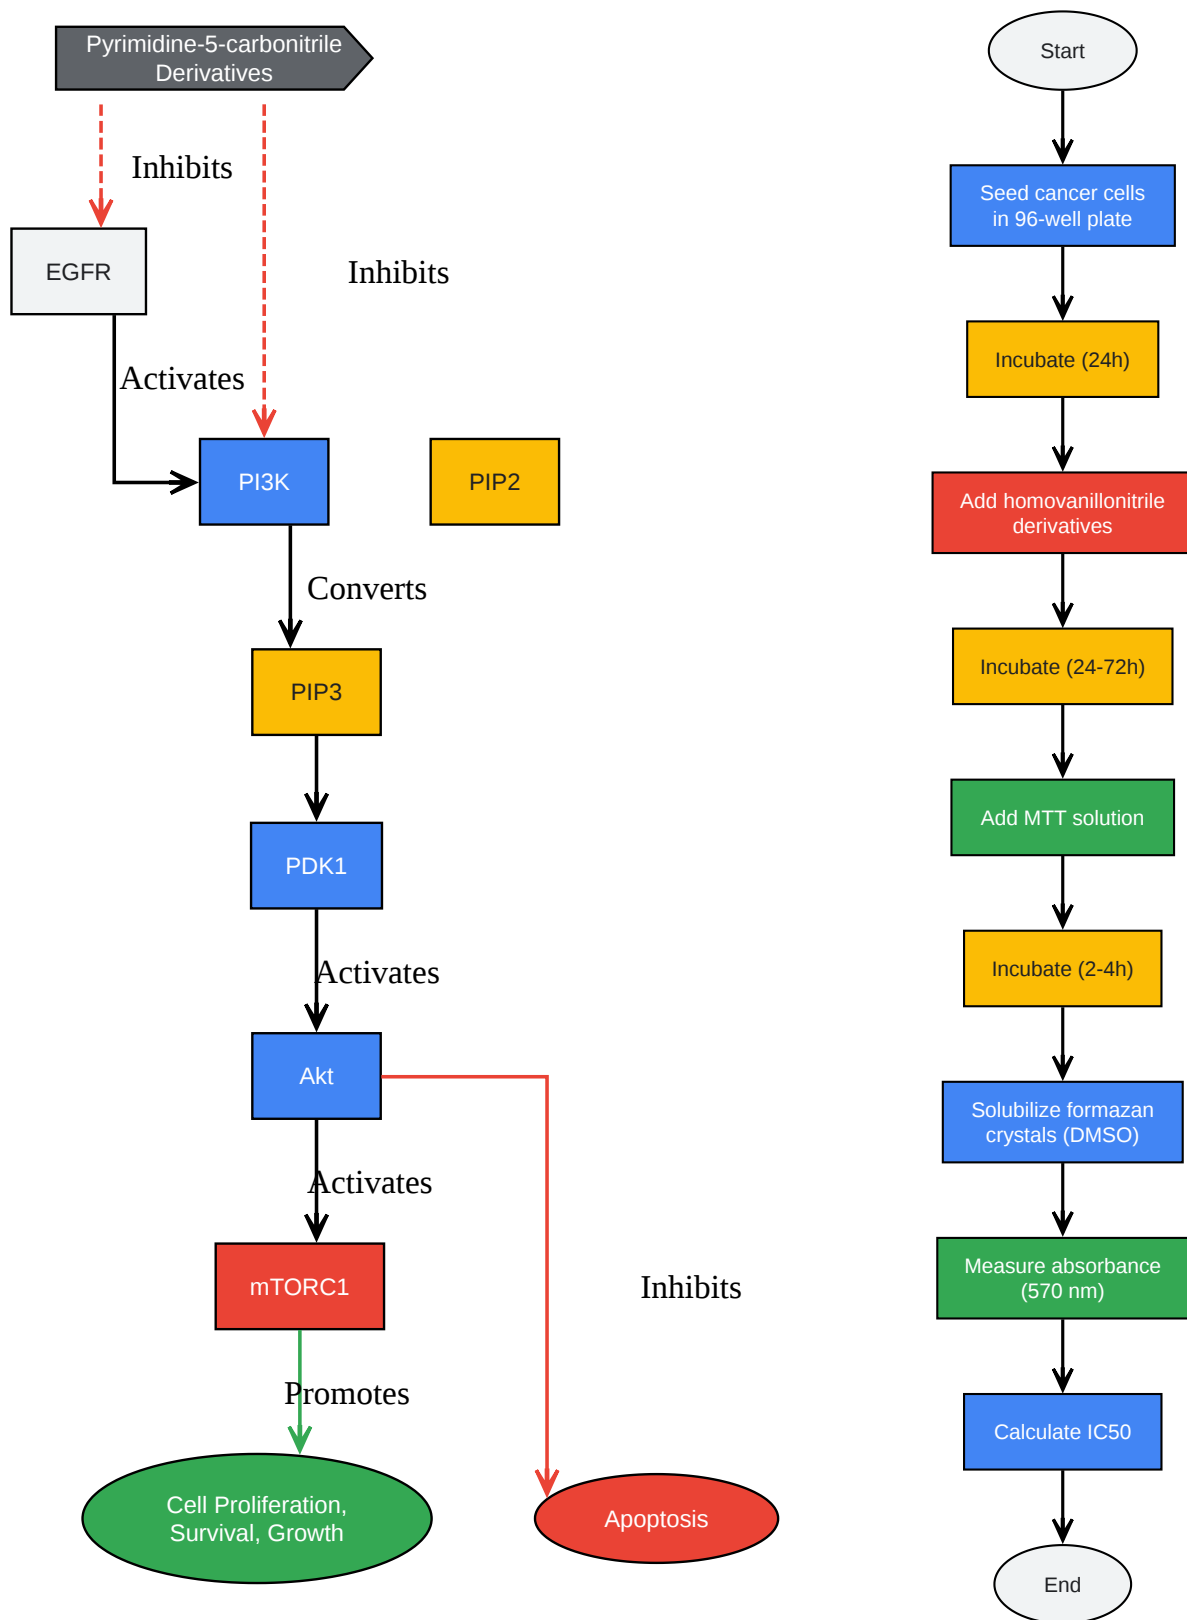 Pyrimidine-5-carbonitrile
Derivatives
Inhibits
EGFR
Inhibits
Activates
PI3K
PIP2
Converts
PIP3
PDK1
Activates
Akt
Activates
mTORC1
Inhibits
Promotes
Cell Proliferation,
Survival, Growth
Apoptosis
Start
Seed cancer cells
in 96-well plate
Incubate (24h)
Add homovanillonitrile
derivatives
Incubate (24-72h)
Add MTT solution
Incubate (2-4h)
Solubilize formazan
crystals (DMSO)
Measure absorbance
(570 nm)
Calculate IC50
End